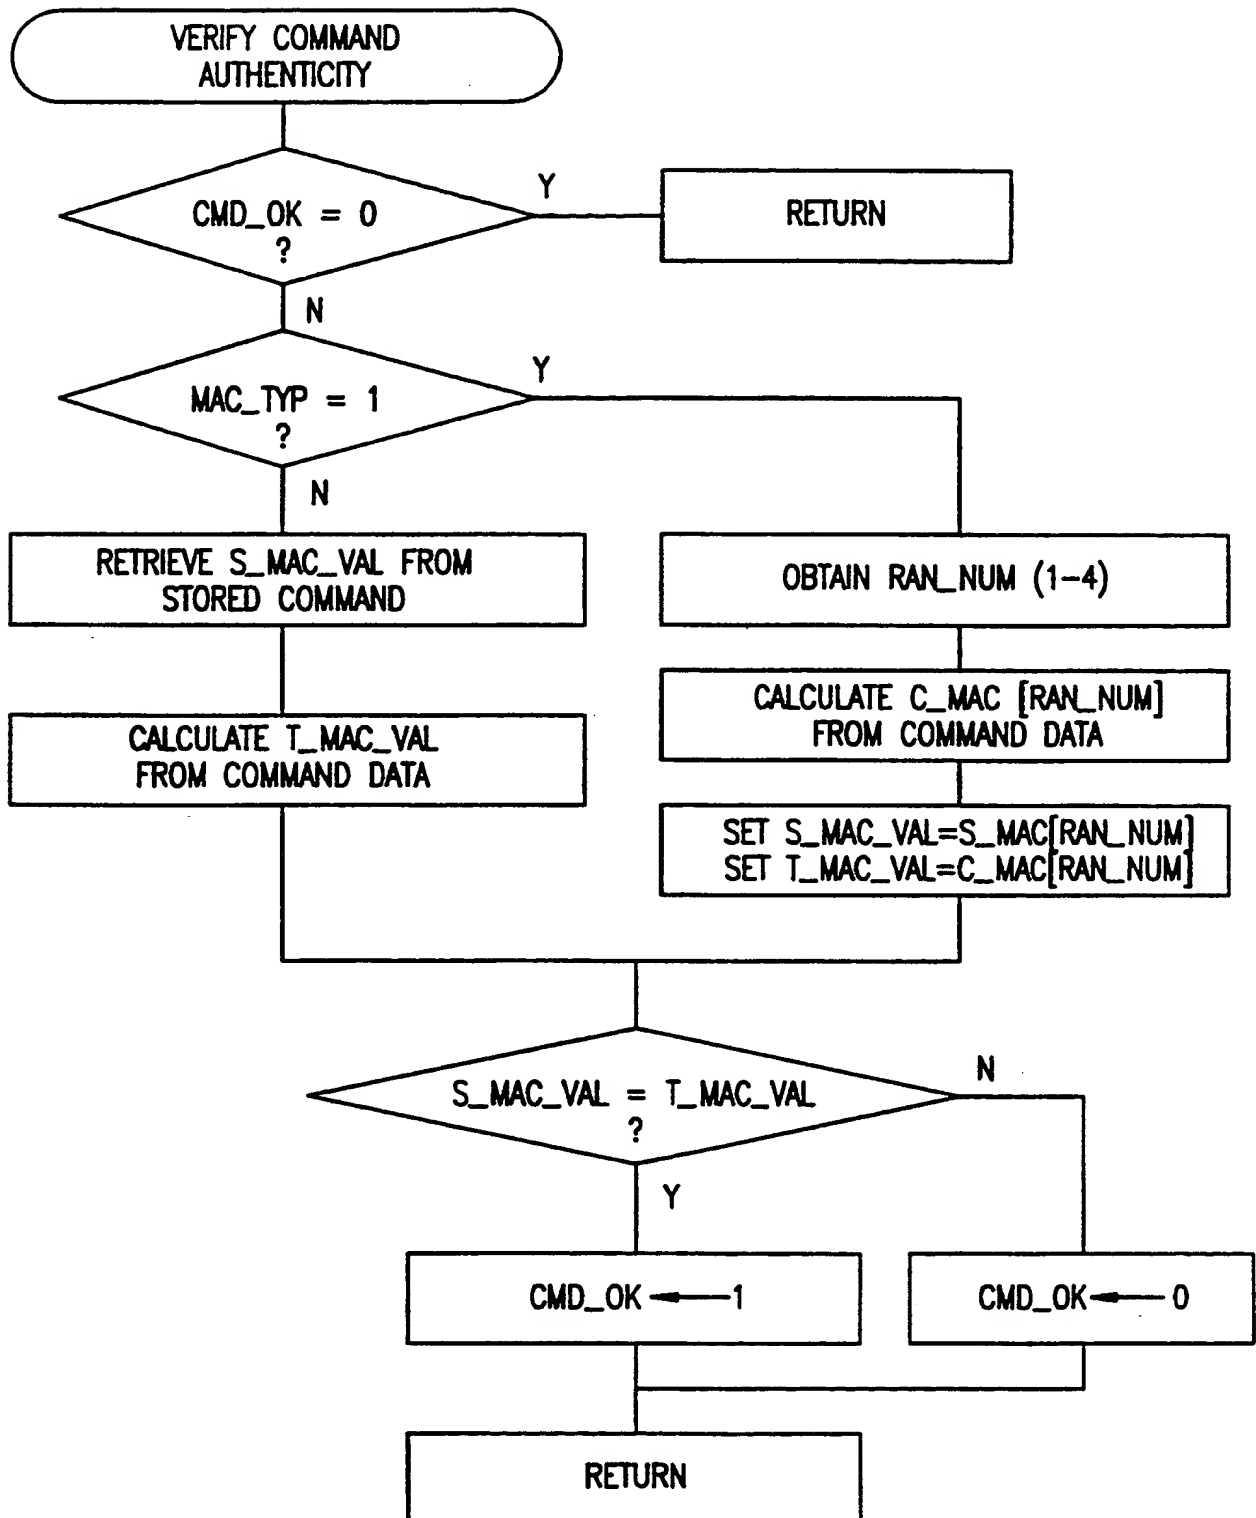 VERIFY COMMAND
AUTHENTICITY
CMD_OK = 0
?
Y
RETURN
N
MAC_TYP = 1
?
Y
N
RETRIEVE S_MAC_VAL FROM
STORED COMMAND
CALCULATE T_MAC_VAL
FROM COMMAND DATA
OBTAIN RAN_NUM (1-4)
CALCULATE C_MAC [RAN_NUM]
FROM COMMAND DATA
SET S_MAC_VAL=S_MAC[RAN_NUM]
SET T_MAC_VAL=C_MAC[RAN_NUM]
S_MAC_VAL = T_MAC_VAL
?
N
Y
CMD_OK ← 1
CMD_OK ← 0
RETURN